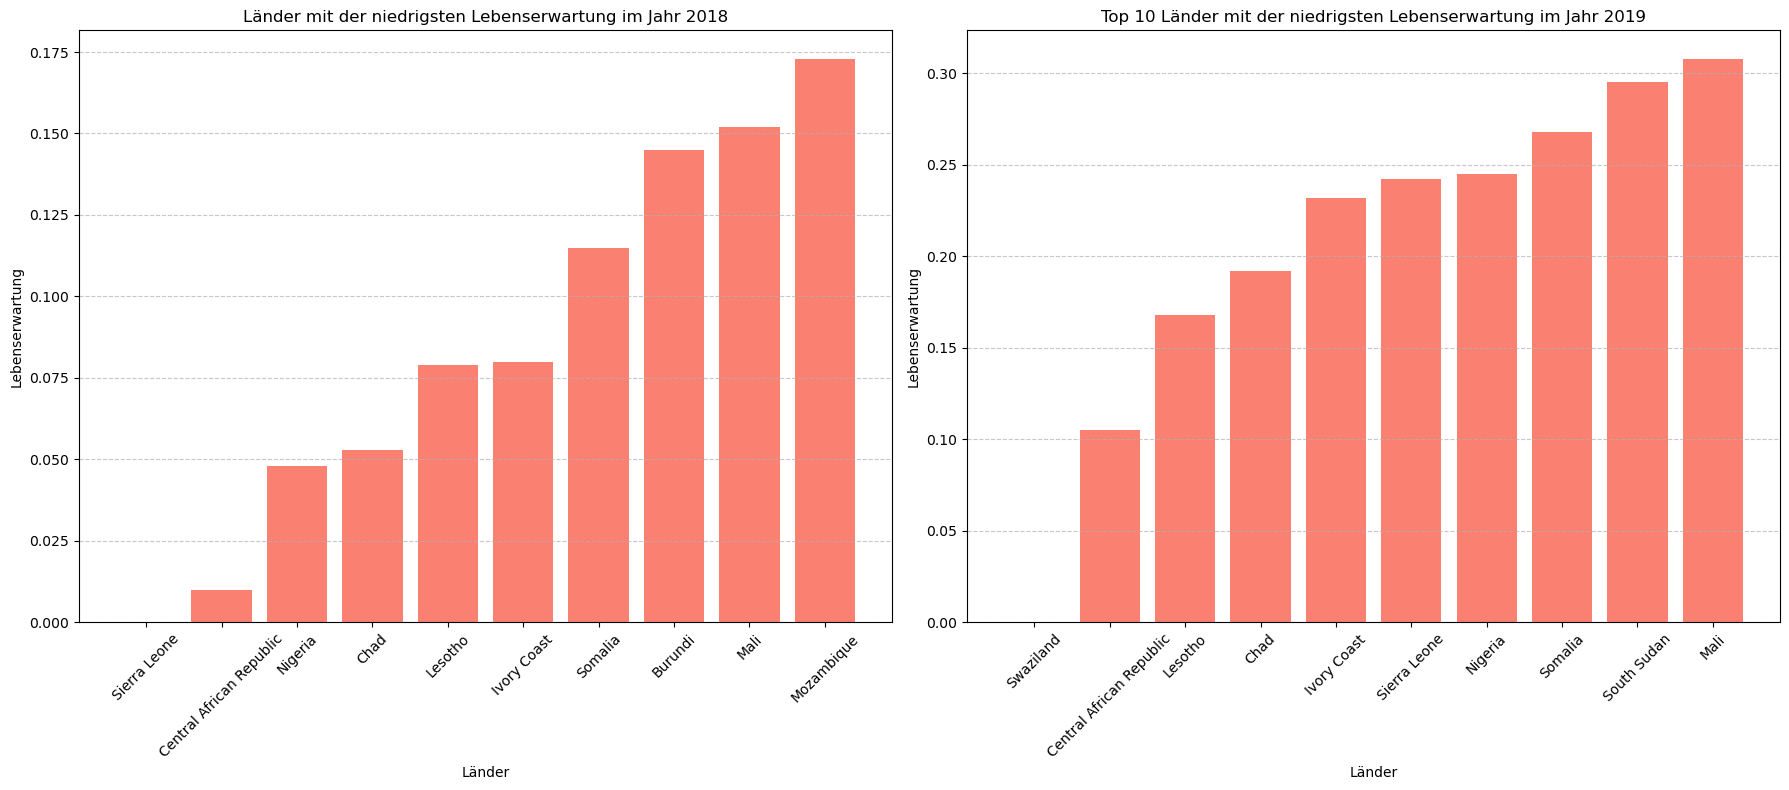 Länder mit der niedrigsten Lebenserwartung im Jahr 2018
Lebenserwartung
0.175
0.150
0.125
0.100
0.075
0.050
0.025
0.000
Sierra Leone
Central African Republic
Nigeria
Chad
Lesotho
Ivory Coast
Somalia
Burundi
Mali
Mozambique
Länder
Top 10 Länder mit der niedrigsten Lebenserwartung im Jahr 2019
Lebenserwartung
0.30
0.25
0.20
0.15
0.10
0.05
0.00
Swaziland
Central African Republic
Lesotho
Chad
Ivory Coast
Sierra Leone
Nigeria
Somalia
South Sudan
Mali
Länder